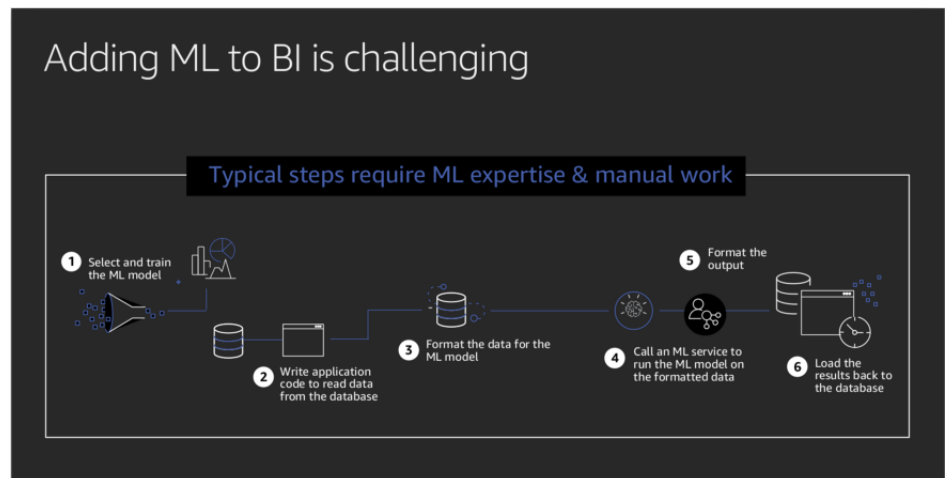 Adding ML to BI is challenging
Typical steps require ML expertise & manual work
1
Select and train
the ML model
2
Write application
code to read data
from the database
3
Format the data for the
ML model
4
Call an ML service to
run the ML model on
the formatted data
5
Format the
output
6
Load the
results back to
the database